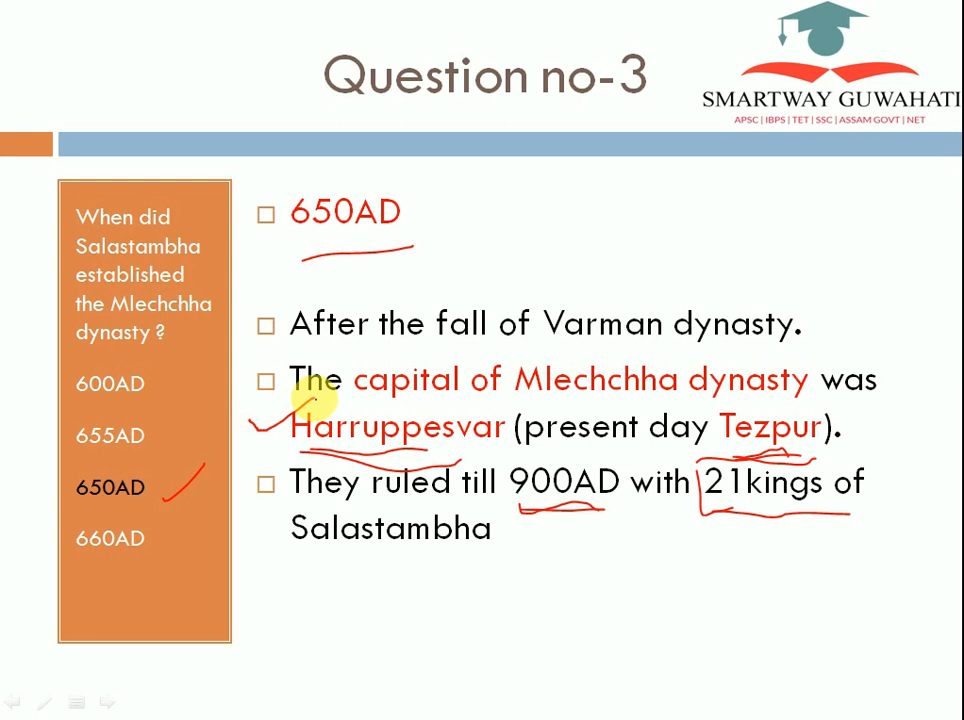 Question no-3
SMARTWAY GUWAHATI
APSC | IBPS | TET | SSC | ASSAM GOVT | NET
When did
Salastambha
established
the Mlechchha
dynasty ?
600AD
655AD
650AD
660AD
650AD
After the fall of Varman dynasty.
The capital of Mlechchha dynasty was
Harruppesvar (present day Tezpur).
They ruled till 900AD with 21kings of
Salastambha